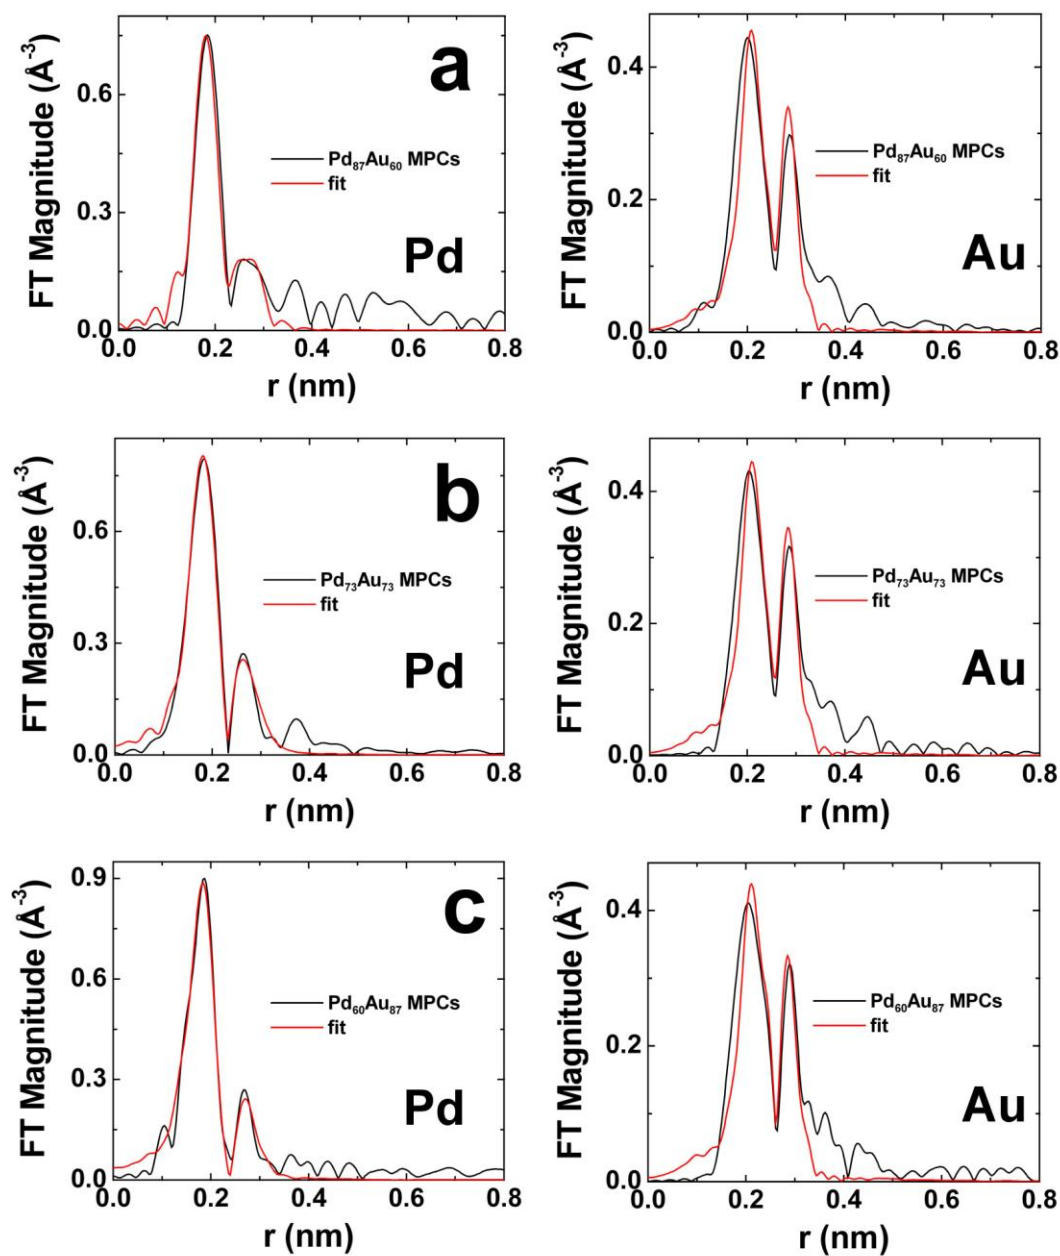 a
FT Magnitude (Å⁻³)
0.6
0.3
0.0
Pd₈₇Au₆₀ MPCs
fit
Pd
0.0 0.2 0.4 0.6 0.8
r (nm)
FT Magnitude (Å⁻³)
0.4
0.2
0.0
Pd₈₇Au₆₀ MPCs
fit
Au
0.0 0.2 0.4 0.6 0.8
r (nm)
b
FT Magnitude (Å⁻³)
0.6
0.3
0.0
Pd₇₃Au₇₃ MPCs
fit
Pd
0.0 0.2 0.4 0.6 0.8
r (nm)
FT Magnitude (Å⁻³)
0.4
0.2
0.0
Pd₇₃Au₇₃ MPCs
fit
Au
0.0 0.2 0.4 0.6 0.8
r (nm)
c
FT Magnitude (Å⁻³)
0.9
0.6
0.3
0.0
Pd₆₀Au₈₇ MPCs
fit
Pd
0.0 0.2 0.4 0.6 0.8
r (nm)
FT Magnitude (Å⁻³)
0.4
0.2
0.0
Pd₆₀Au₈₇ MPCs
fit
Au
0.0 0.2 0.4 0.6 0.8
r (nm)